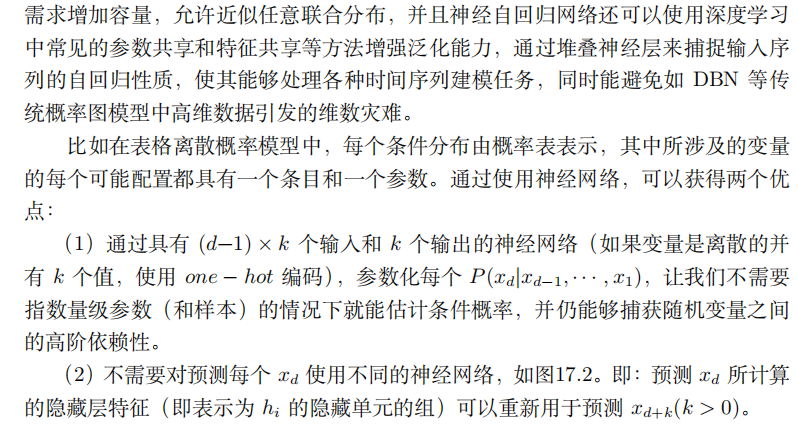 需求增加容量，允许近似任意联合分布，并且神经自回归网络还可以使用深度学习
中常见的参数共享和特征共享等方法增强泛化能力，通过堆叠神经层来捕捉输入序
列的自回归性质，使其能够处理各种时间序列建模任务，同时能避免如 DBN 等传
统概率图模型中高维数据引发的维数灾难。
比如在表格离散概率模型中，每个条件分布由概率表表示，其中所涉及的变量
的每个可能配置都具有一个条目和一个参数。通过使用神经网络，可以获得两个优
点：
（1）通过具有 (d−1) × k 个输入和 k 个输出的神经网络（如果变量是离散的并
有 k 个值，使用 one − hot 编码），参数化每个 P(x_d|x_{d−1}, · · · , x_1)，让我们不需要
指数量级参数（和样本）的情况下就能估计条件概率，并仍能够捕获随机变量之间
的高阶依赖性。
（2）不需要对预测每个 x_d 使用不同的神经网络，如图17.2。即：预测 x_d 所计算
的隐藏层特征（即表示为 h_i 的隐藏单元的组）可以重新用于预测 x_{d+k}(k > 0)。